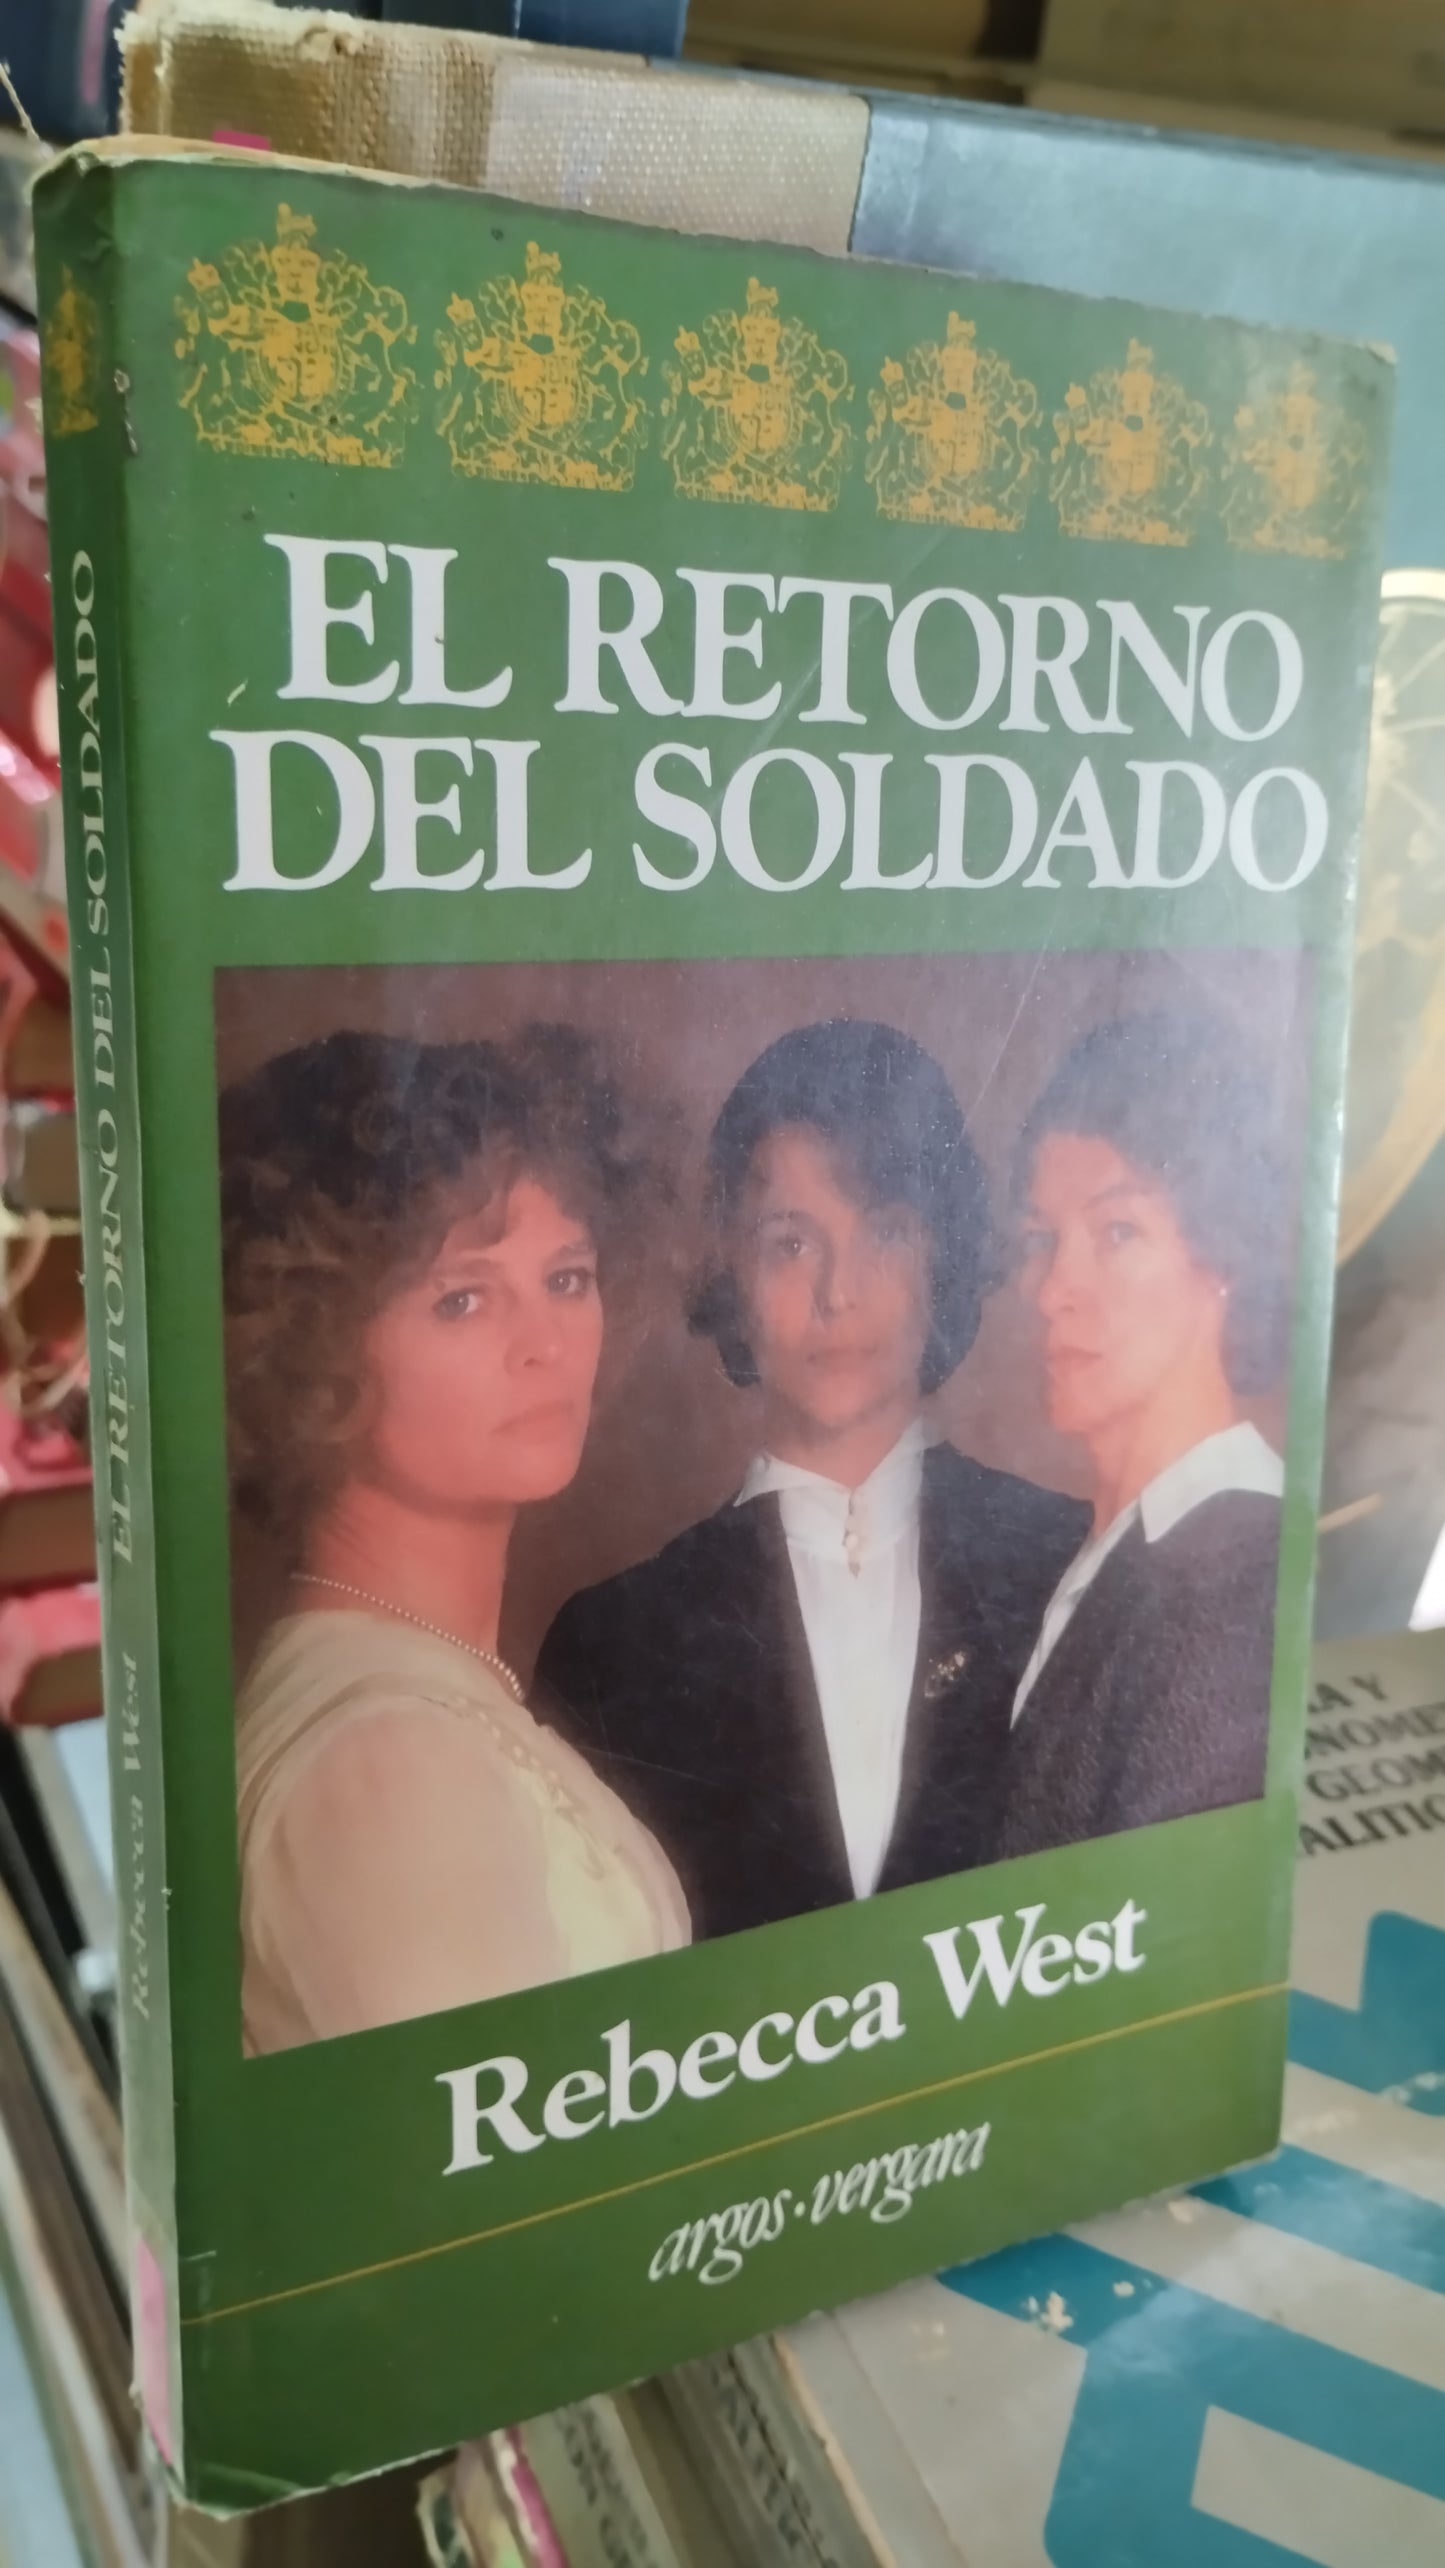 EL RETORNO
DEL SOLDADO
Rebecca West
argos·vergara
EL RETORNO DEL SOLDADO Rebecca West